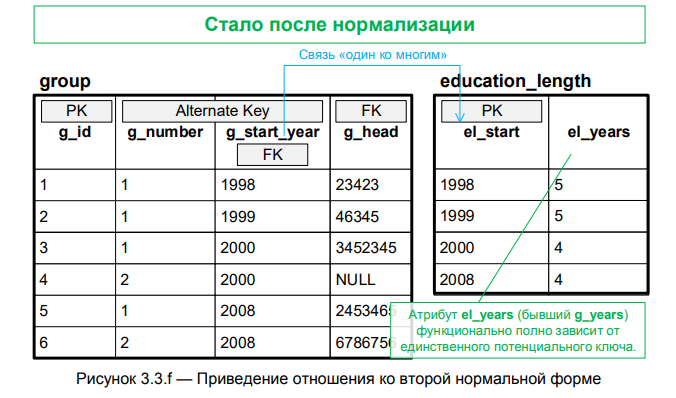 Стало после нормализации
Связь «один ко многим»
group
education_length
PK Alternate Key FK PK
g_id g_number g_start_year g_head el_start el_years
FK
1 1 1998 23423 1998 5
2 1 1999 46345 1999 5
3 1 2000 3452345 2000 4
4 2 2000 NULL 2008 4
5 1 2008 2453465
6 2 2008 6786756
Атрибут el_years (бывший g_years)
функционально полно зависит от
единственного потенциального ключа.
Рисунок 3.3.f — Приведение отношения ко второй нормальной форме